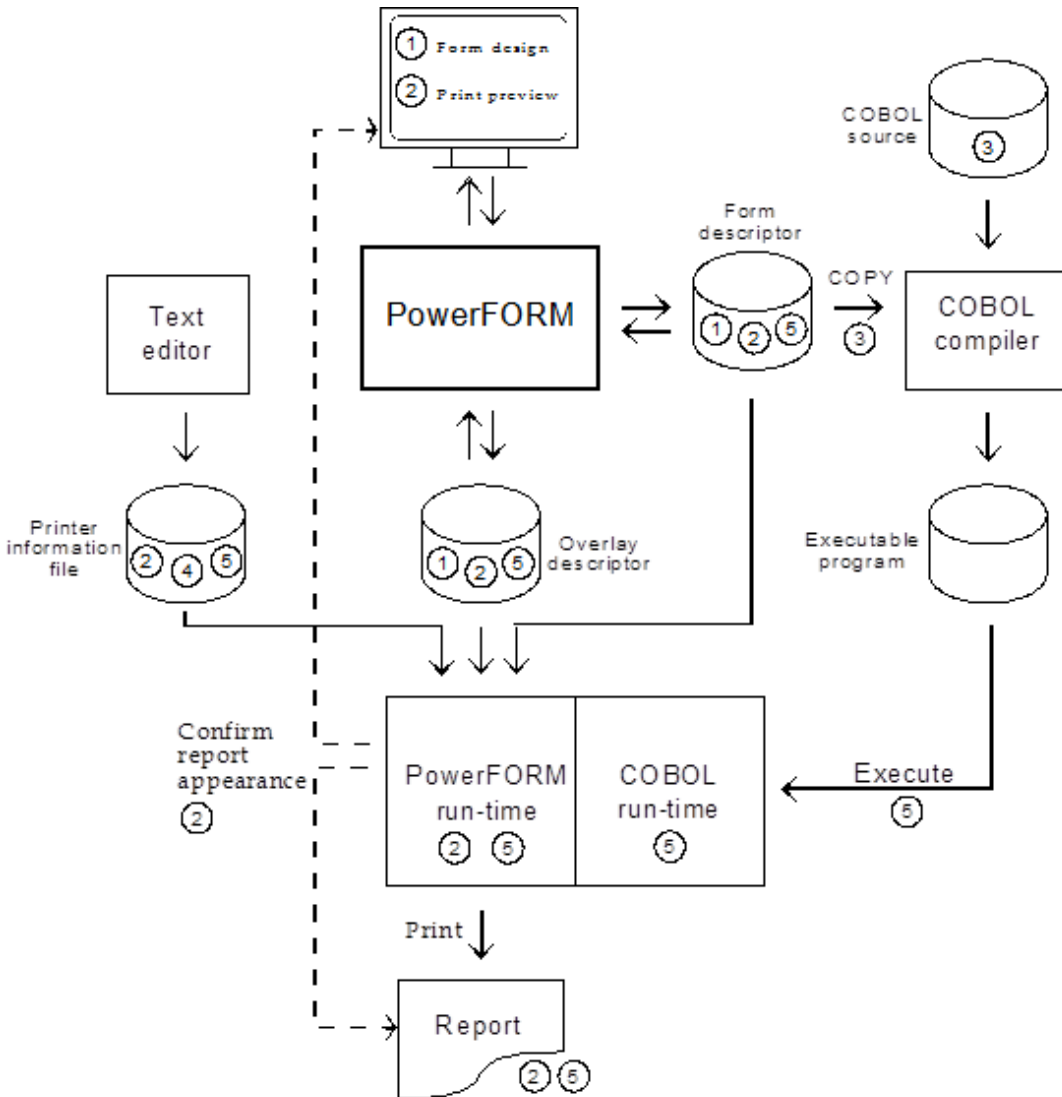 1 Form design
2 Print preview
COBOL
source
3
Form
descriptor
1 2 5
COPY
3
Text
editor
PowerFORM
COBOL
compiler
Printer
information
file
2 4 5
1 2 5
Overlay
descriptor
Executable
program
Confirm
report
appearance
2
PowerFORM
run-time
2 5
COBOL
run-time
5
Execute
5
Print
Report
2 5